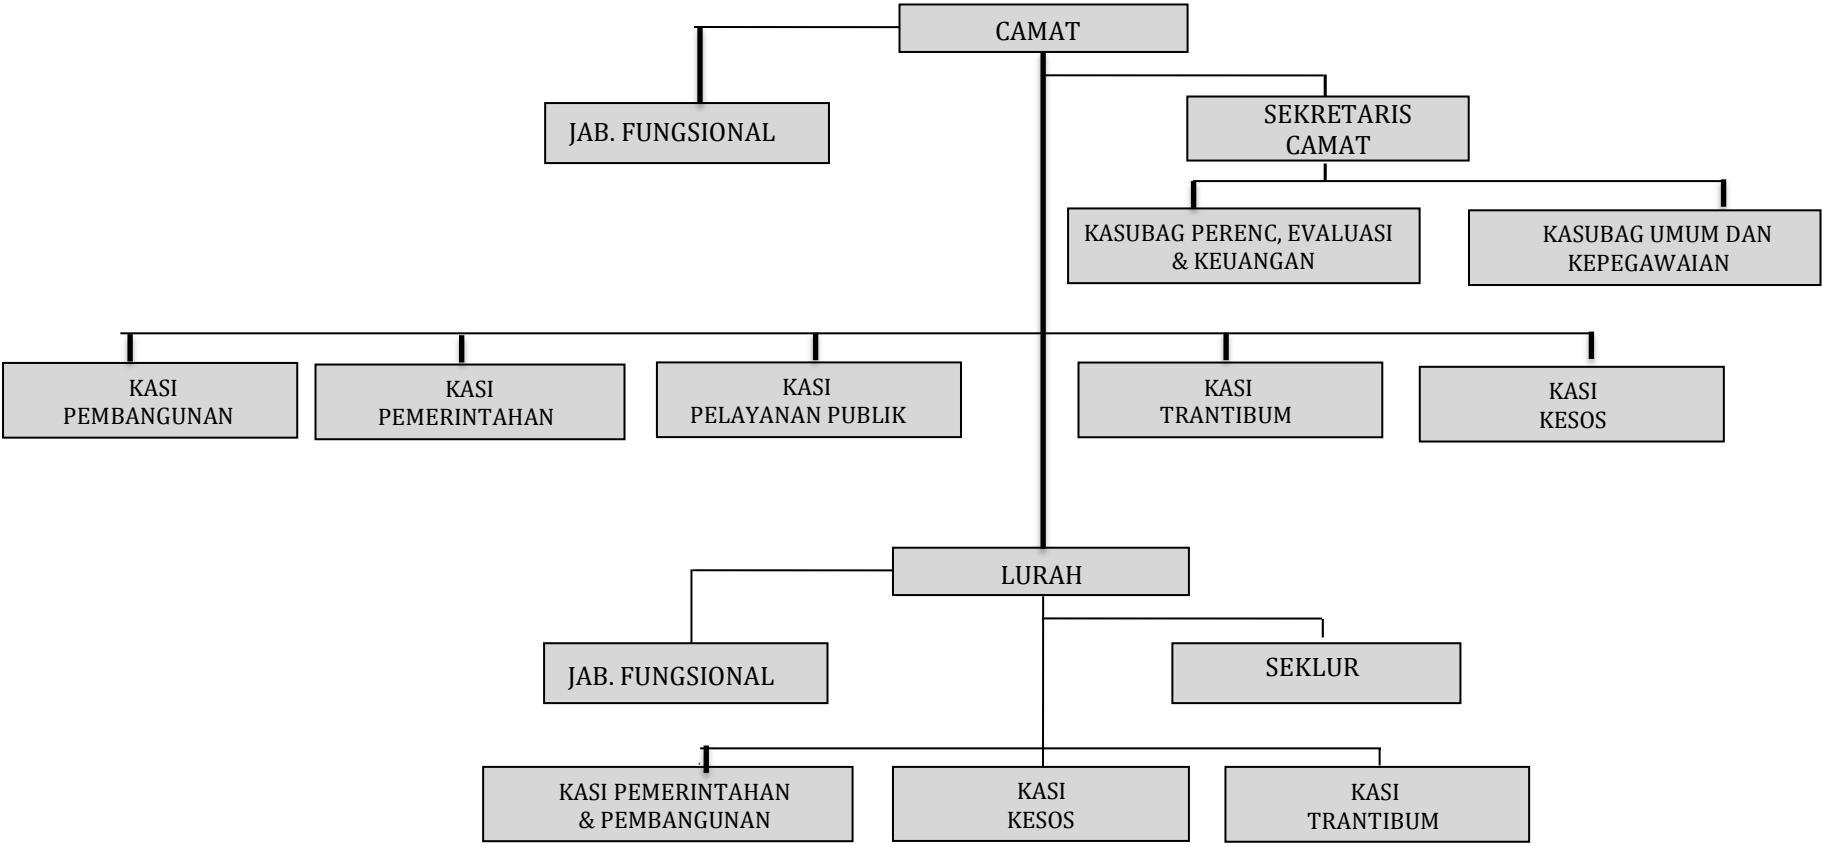 CAMAT
JAB. FUNGSIONAL
SEKRETARIS
CAMAT
KASUBAG PERENC, EVALUASI
& KEUANGAN
KASUBAG UMUM DAN
KEPEGAWAIAN
KASI
PEMBANGUNAN
KASI
PEMERINTAHAN
KASI
PELAYANAN PUBLIK
KASI
TRANTIBUM
KASI
KESOS
LURAH
JAB. FUNGSIONAL
SEKLUR
KASI PEMERINTAHAN
& PEMBANGUNAN
KASI
KESOS
KASI
TRANTIBUM